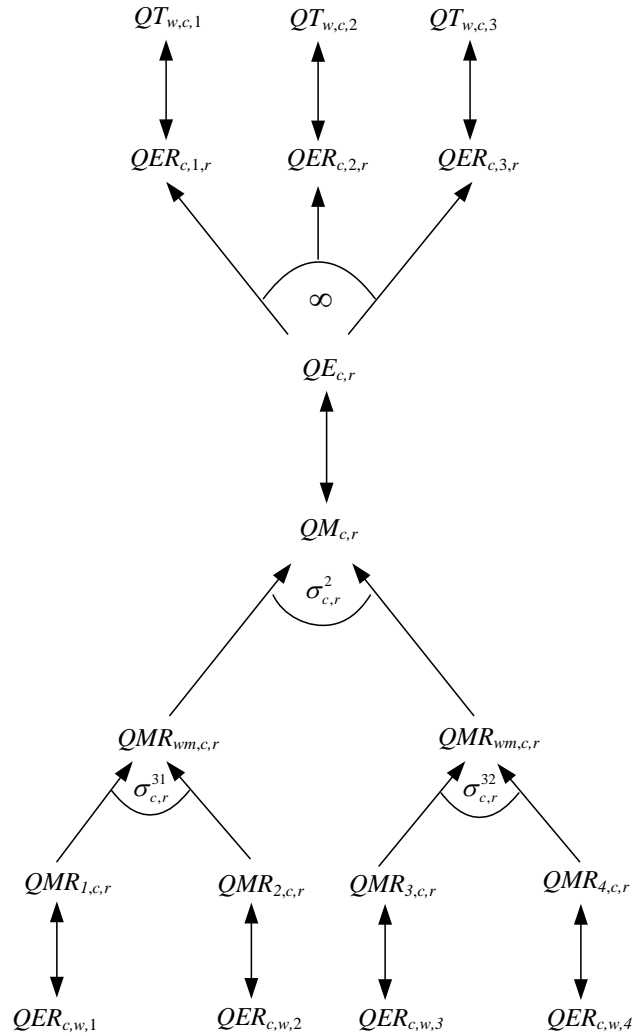 QT_{w,c,1} QT_{w,c,2} QT_{w,c,3}
QER_{c,1,r} QER_{c,2,r} QER_{c,3,r}
∞
QE_{c,r}
QM_{c,r}
σ^{2}_{c,r}
QMR_{wm,c,r} QMR_{wm,c,r}
σ^{31}_{c,r} σ^{32}_{c,r}
QMR_{1,c,r} QMR_{2,c,r} QMR_{3,c,r} QMR_{4,c,r}
QER_{c,w,1} QER_{c,w,2} QER_{c,w,3} QER_{c,w,4}